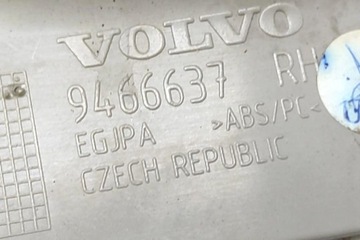 VOLVO
9466637 RH
EGJPA >ABS/PC<
CZECH REPUBLIC